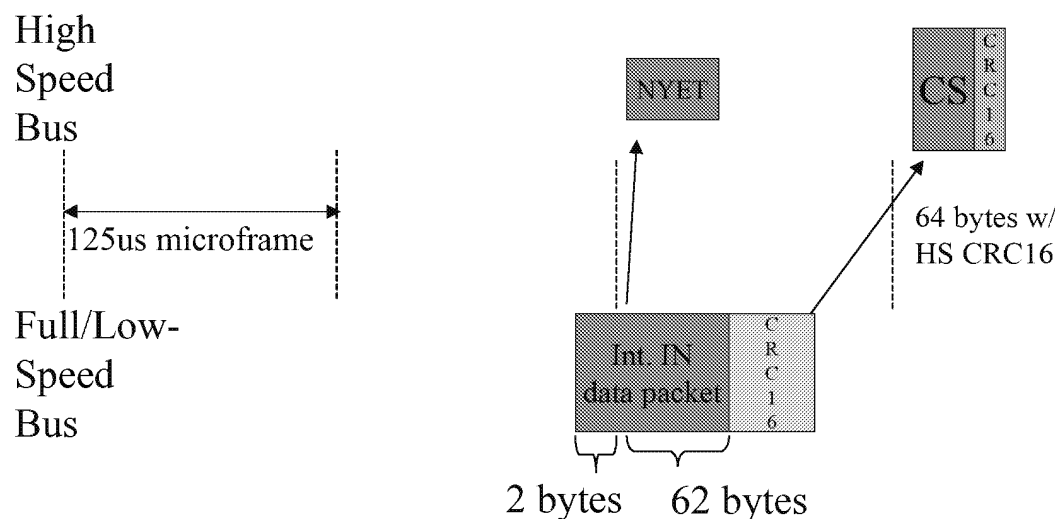 High
Speed
Bus
NYET
CS
CRC16
125us microframe
64 bytes w/
HS CRC16
Full/Low-
Speed
Bus
Int. IN
data packet
CRC16
2 bytes
62 bytes